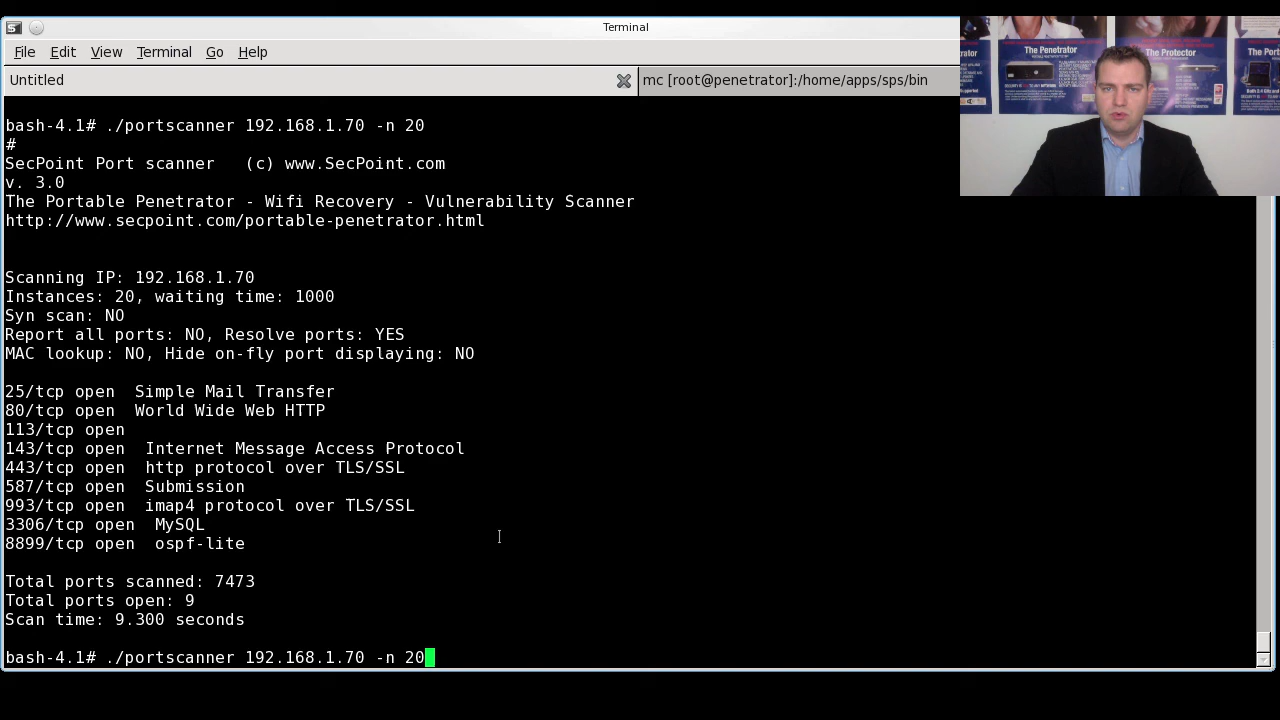 Terminal
File Edit View Terminal Go Help
Untitled
mc [root@penetrator]:/home/apps/sps/bin
bash-4.1# ./portscanner 192.168.1.70 -n 20
#
SecPoint Port scanner (c) www.SecPoint.com
v. 3.0
The Portable Penetrator - Wifi Recovery - Vulnerability Scanner
http://www.secpoint.com/portable-penetrator.html
Scanning IP: 192.168.1.70
Instances: 20, waiting time: 1000
Syn scan: NO
Report all ports: NO, Resolve ports: YES
MAC lookup: NO, Hide on-fly port displaying: NO
25/tcp open Simple Mail Transfer
80/tcp open World Wide Web HTTP
113/tcp open
143/tcp open Internet Message Access Protocol
443/tcp open http protocol over TLS/SSL
587/tcp open Submission
993/tcp open imap4 protocol over TLS/SSL
3306/tcp open MySQL
8899/tcp open ospf-lite
Total ports scanned: 7473
Total ports open: 9
Scan time: 9.300 seconds
bash-4.1# ./portscanner 192.168.1.70 -n 20
The Penetrator
The Protector
The Port